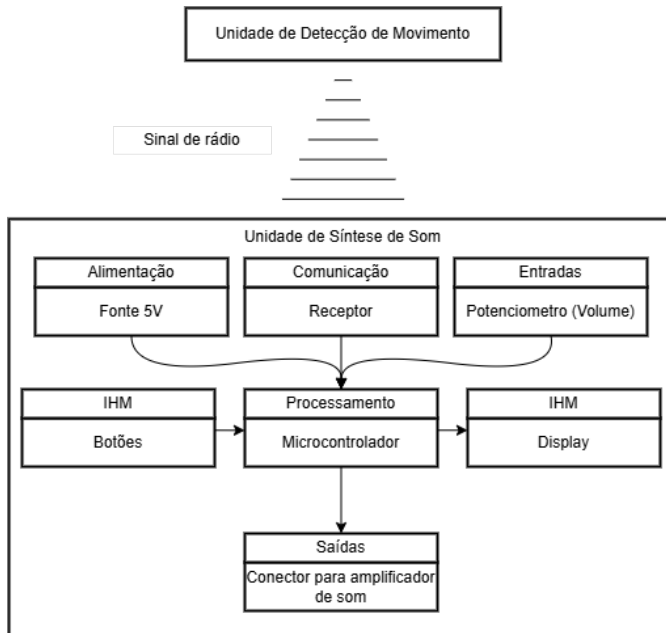 Unidade de Detecção de Movimento
Sinal de rádio
Unidade de Síntese de Som
Alimentação
Fonte 5V
Comunicação
Receptor
Entradas
Potenciometro (Volume)
IHM
Botões
Processamento
Microcontrolador
IHM
Display
Saídas
Conector para amplificador
de som